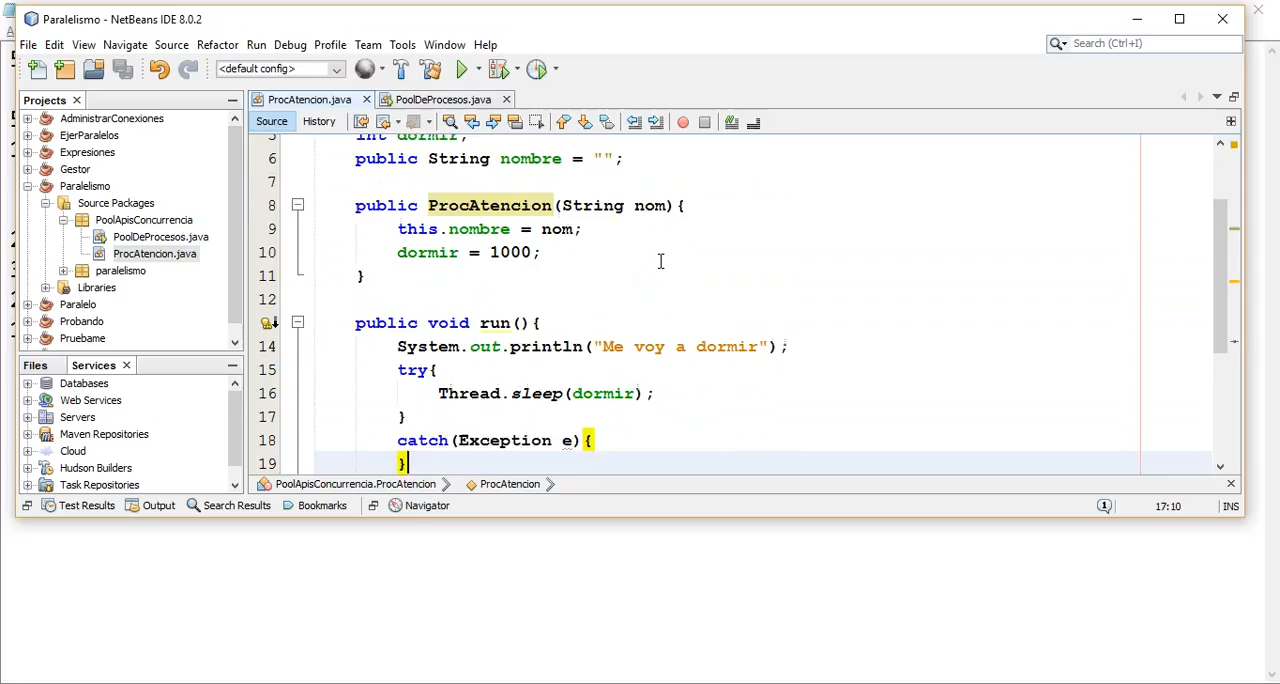 Paralelismo - NetBeans IDE 8.0.2
File Edit View Navigate Source Refactor Run Debug Profile Team Tools Window Help
Search (Ctrl+I)
<default config>
Projects
AdministrarConexiones
EjerParalelos
Expresiones
Gestor
Paralelismo
Source Packages
PoolApisConcurrencia
PoolDeProcesos.java
ProcAtencion.java
paralelismo
Libraries
Paralelo
Probando
Pruebame
Files Services
Databases
Web Services
Servers
Maven Repositories
Cloud
Hudson Builders
Task Repositories
ProcAtencion.java PoolDeProcesos.java
Source History
5 int dormir;
6 public String nombre = "";
7
8 public ProcAtencion(String nom){
9 this.nombre = nom;
10 dormir = 1000;
11 }
12
public void run(){
14 System.out.println("Me voy a dormir");
15 try{
16 Thread.sleep(dormir);
17 }
18 catch(Exception e){
19 }
PoolApisConcurrencia.ProcAtencion ProcAtencion
Test Results Output Search Results Bookmarks Navigator
1 17:10 INS